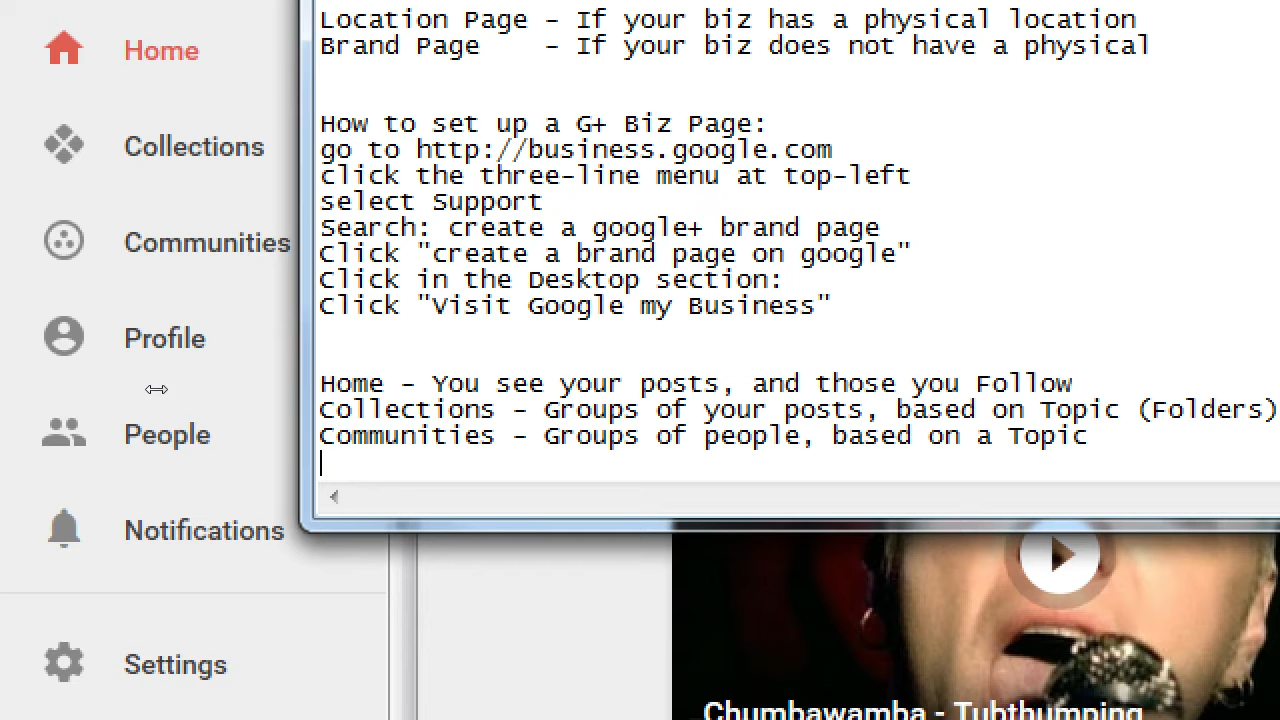 Home
Collections
Communities
Profile
People
Notifications
Settings
Location Page - If your biz has a physical location
Brand Page    - If your biz does not have a physical
How to set up a G+ Biz Page:
go to http://business.google.com
click the three-line menu at top-left
select Support
Search: create a google+ brand page
Click "create a brand page on google"
Click in the Desktop section:
Click "Visit Google my Business"
Home - You see your posts, and those you Follow
Collections - Groups of your posts, based on Topic (Folders)
Communities - Groups of people, based on a Topic
Chumbawamba - Tubthumping